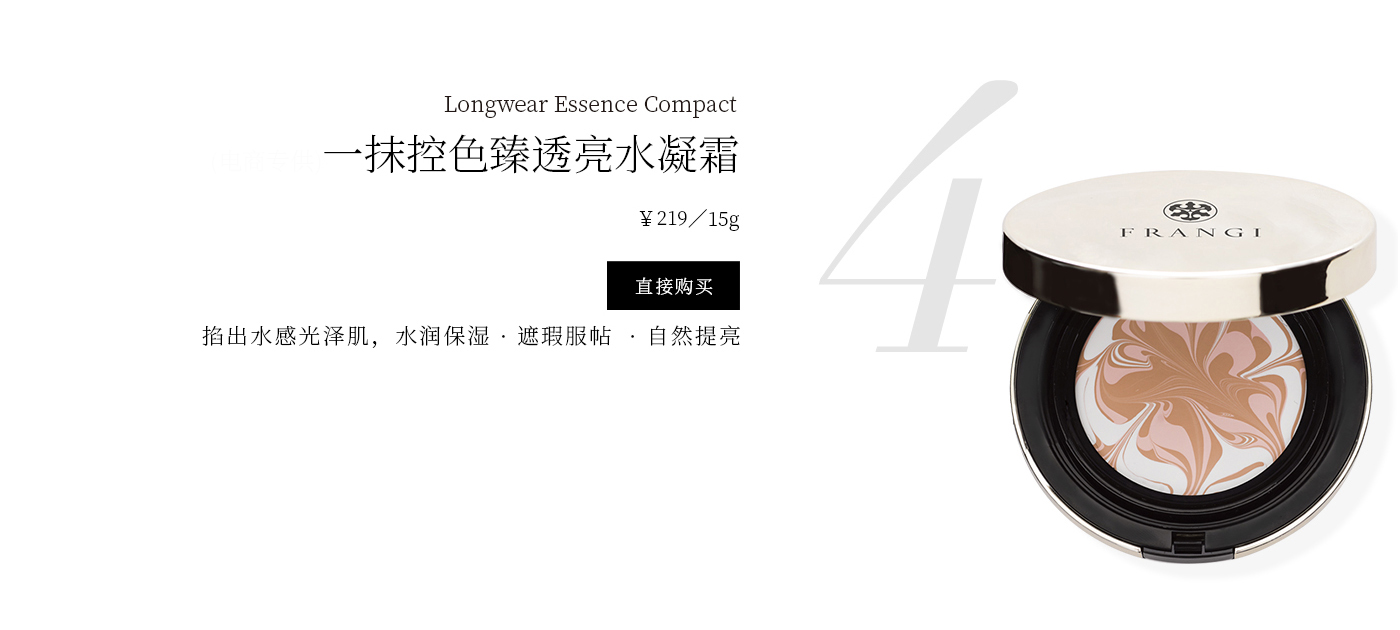 Longwear Essence Compact
一抹控色臻透亮水凝霜
¥219／15g
直接购买
掐出水感光泽肌，水润保湿 · 遮瑕服帖 · 自然提亮
4
FRANGI